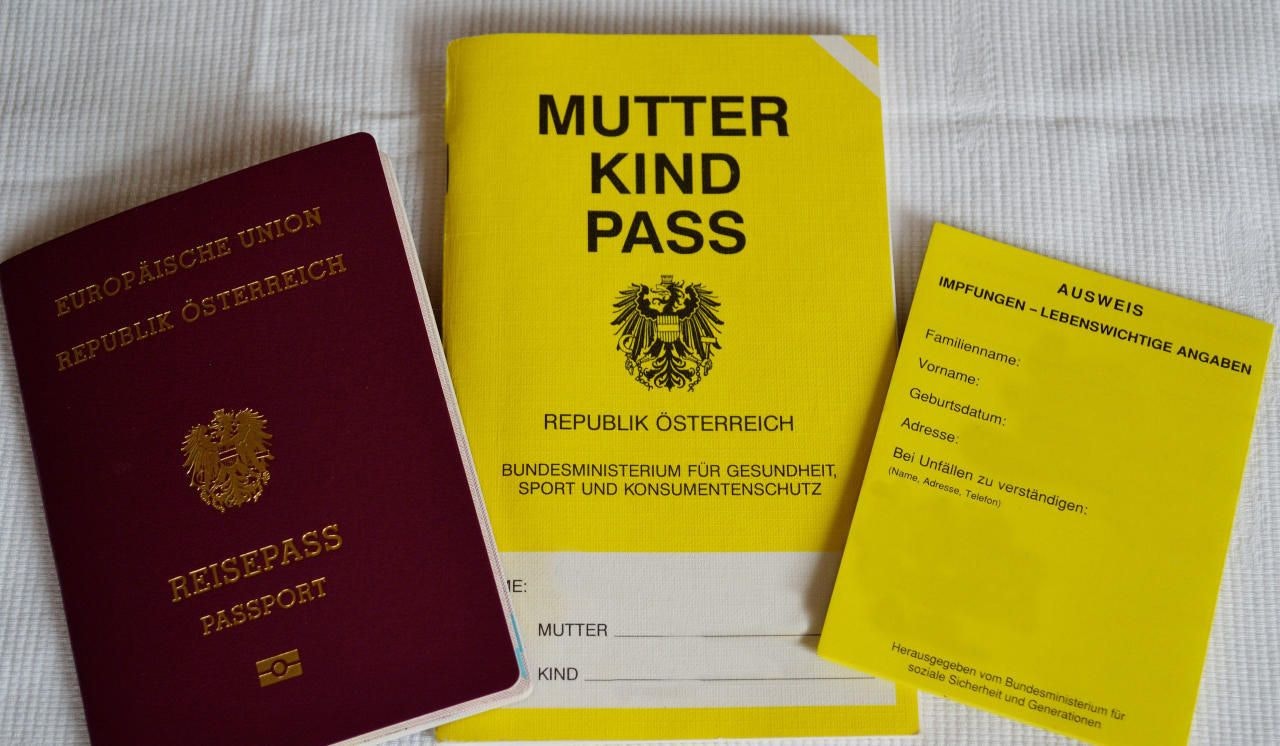 EUROPÄISCHE UNION
REPUBLIK ÖSTERREICH
REISEPASS
PASSPORT
MUTTER
KIND
PASS
REPUBLIK ÖSTERREICH
BUNDESMINISTERIUM FÜR GESUNDHEIT,
SPORT UND KONSUMENTENSCHUTZ
ME:
MUTTER
KIND
AUSWEIS
IMPFUNGEN – LEBENSWICHTIGE ANGABEN
Familienname:
Vorname:
Geburtsdatum:
Adresse:
Bei Unfällen zu verständigen:
(Name, Adresse, Telefon)
Herausgegeben vom Bundesministerium für
soziale Sicherheit und Generationen